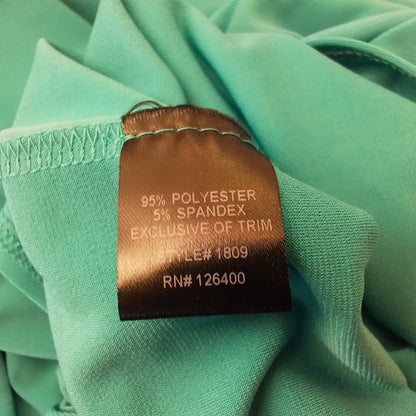 95% POLYESTER
5% SPANDEX
EXCLUSIVE OF TRIM
STYLE# 1809
RN# 126400